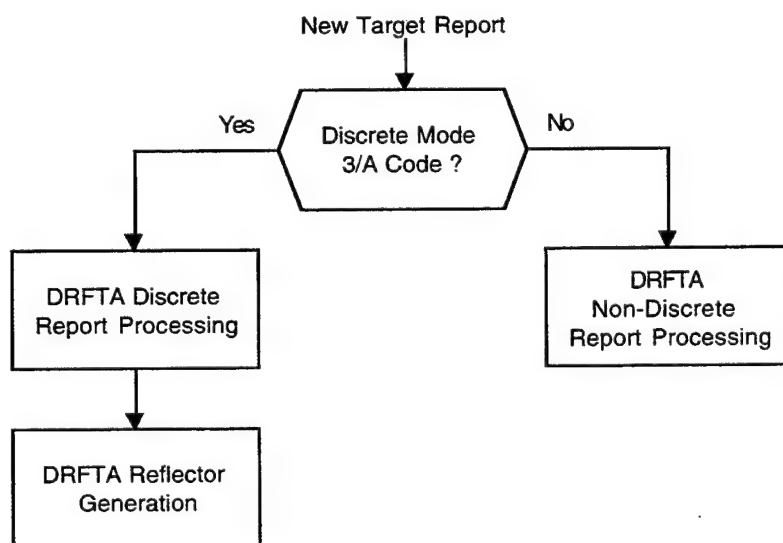 New Target Report
Yes
Discrete Mode
3/A Code ?
No
DRFTA Discrete
Report Processing
DRFTA
Non-Discrete
Report Processing
DRFTA Reflector
Generation